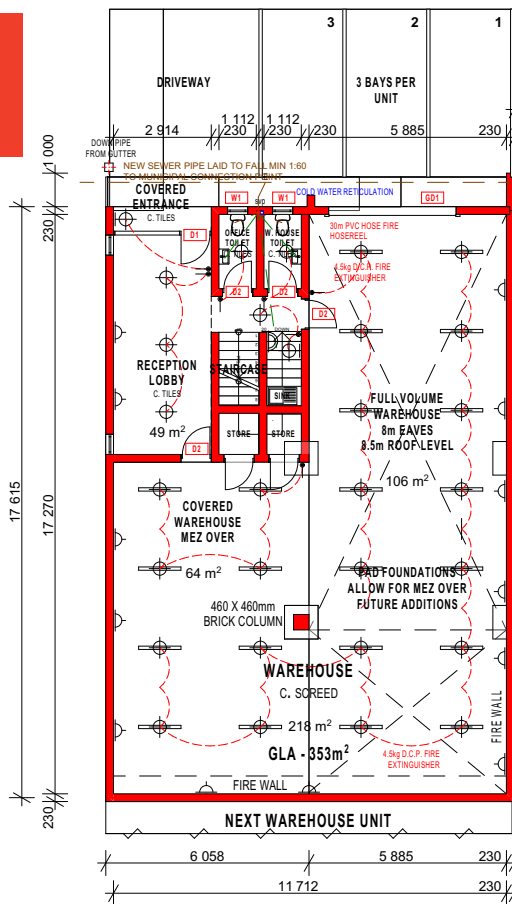 3
2
1
DRIVEWAY
3 BAYS PER
UNIT
1 112
1 112
2 914
230
230
230
5 885
230
1 000
DOWN PIPE
FROM GUTTER
NEW SEWER PIPE LAID TO FALL MIN 1:60
TO MUNICIPAL CONNECTION POINT
COVERED
ENTRANCE
C. TILES
W1
svp
W1
COLD WATER RETICULATION
GD1
230
D1
OFFICE
TOILET
C. TILES
W. HOUSE
TOILET
C. TILES
30m PVC HOSE FIRE
HOSEREEL
4.5kg D.C.P. FIRE
EXTINGUISHER
D2
D2
D2
DOWN
RECEPTION
LOBBY
C. TILES
49 m²
STAIRCASE
SINK
STORE
STORE
D2
FULL VOLUME
WAREHOUSE
8m EAVES
8.5m ROOF LEVEL
106 m²
17 615
17 270
COVERED
WAREHOUSE
MEZ OVER
64 m²
PAD FOUNDATIONS
ALLOW FOR MEZ OVER
FUTURE ADDITIONS
460 X 460mm
BRICK COLUMN
WAREHOUSE
C. SCREED
218 m²
GLA - 353m²
4.5kg D.C.P. FIRE
EXTINGUISHER
FIRE WALL
FIRE WALL
230
NEXT WAREHOUSE UNIT
6 058
5 885
230
11 712
230